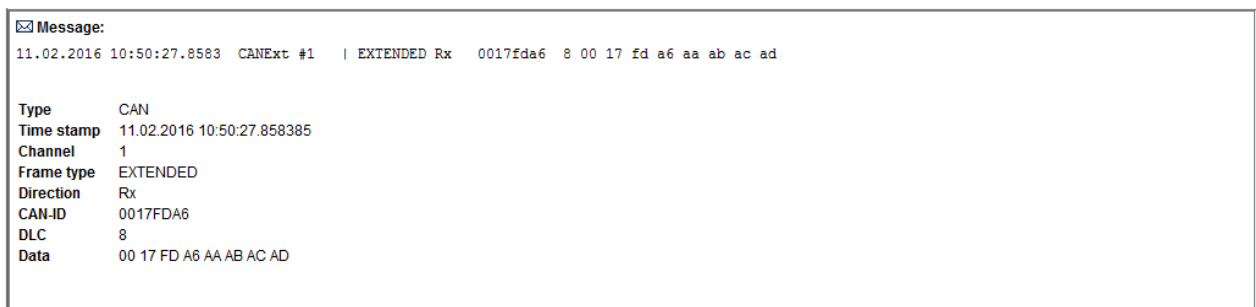 Message:
11.02.2016 10:50:27.8583 CANExt #1 | EXTENDED Rx 0017fda6 8 00 17 fd a6 aa ab ac ad
Type CAN
Time stamp 11.02.2016 10:50:27.858385
Channel 1
Frame type EXTENDED
Direction Rx
CAN-ID 0017FDA6
DLC 8
Data 00 17 FD A6 AA AB AC AD